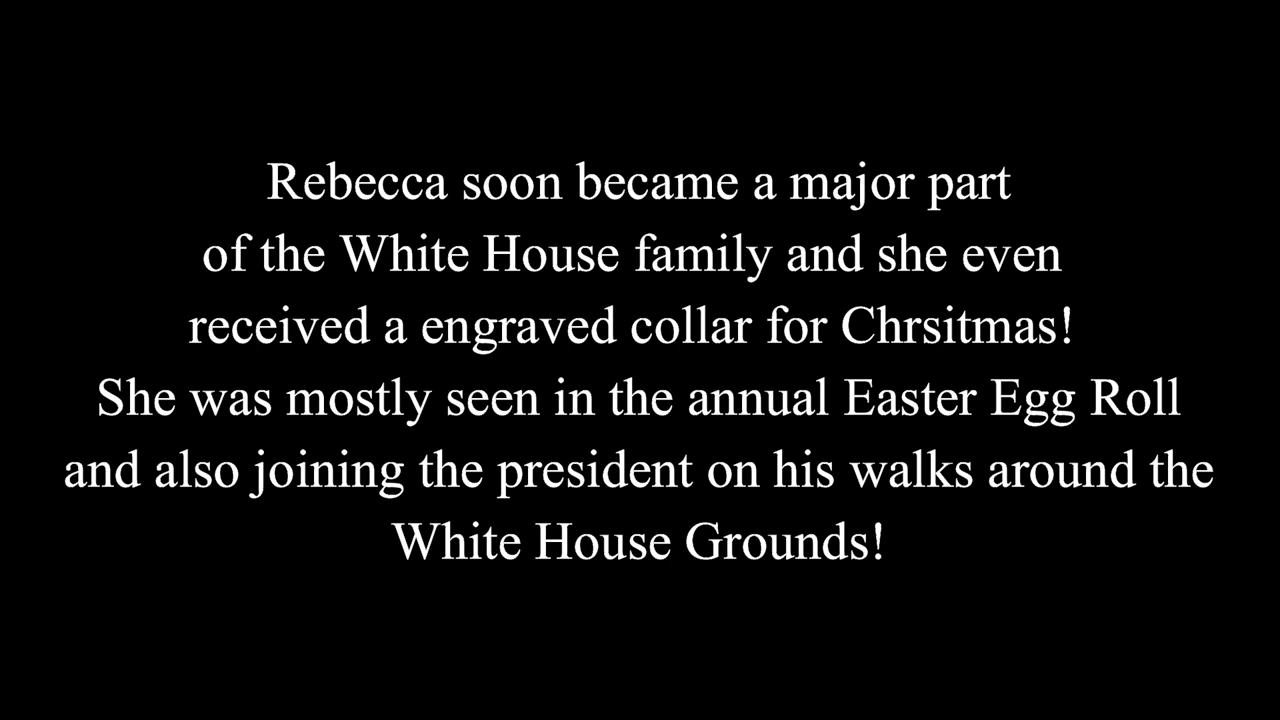 Rebecca soon became a major part
of the White House family and she even
received a engraved collar for Chrsitmas!
She was mostly seen in the annual Easter Egg Roll
and also joining the president on his walks around the
White House Grounds!